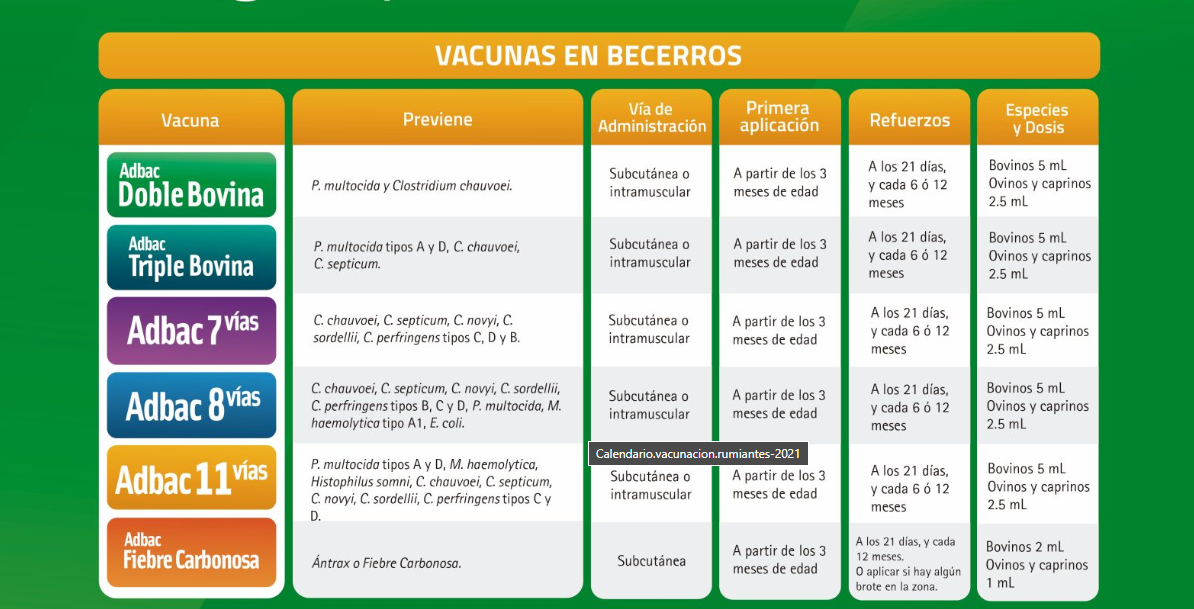 VACUNAS EN BECERROS
Vacuna
Previene
Vía de
Administración
Primera
aplicación
Refuerzos
Especies
y Dosis
Adbac
Doble Bovina
P. multocida y Clostridium chauvoei.
Subcutánea o
intramuscular
A partir de los 3
meses de edad
A los 21 días,
y cada 6 ó 12
meses
Bovinos 5 mL
Ovinos y caprinos
2.5 mL
Adbac
Triple Bovina
P. multocida tipos A y D, C. chauvoei,
C. septicum.
Subcutánea o
intramuscular
A partir de los 3
meses de edad
A los 21 días,
y cada 6 ó 12
meses
Bovinos 5 mL
Ovinos y caprinos
2.5 mL
Adbac 7 vías
C. chauvoei, C. septicum, C. novyi, C.
sordellii, C. perfringens tipos C, D y B.
Subcutánea o
intramuscular
A partir de los 3
meses de edad
A los 21 días,
y cada 6 ó 12
meses
Bovinos 5 mL
Ovinos y caprinos
2.5 mL
Adbac 8 vías
C. chauvoei, C. septicum, C. novyi, C. sordellii,
C. perfringens tipos B, C y D, P. multocida, M.
haemolytica tipo A1, E. coli.
Subcutánea o
intramuscular
A partir de los 3
meses de edad
A los 21 días,
y cada 6 ó 12
meses
Bovinos 5 mL
Ovinos y caprinos
2.5 mL
Calendario.vacunacion.rumiantes-2021
Adbac 11 vías
P. multocida tipos A y D, M. haemolytica,
Histophilus somni, C. chauvoei, C. septicum,
C. novyi, C. sordellii, C. perfringens tipos C y
D.
Subcutánea o
intramuscular
A partir de los 3
meses de edad
A los 21 días,
y cada 6 ó 12
meses
Bovinos 5 mL
Ovinos y caprinos
2.5 mL
Adbac
Fiebre Carbonosa
Ántrax o Fiebre Carbonosa.
Subcutánea
A partir de los 3
meses de edad
A los 21 días, y cada
12 meses.
O aplicar si hay algún
brote en la zona.
Bovinos 2 mL
Ovinos y caprinos
1 mL